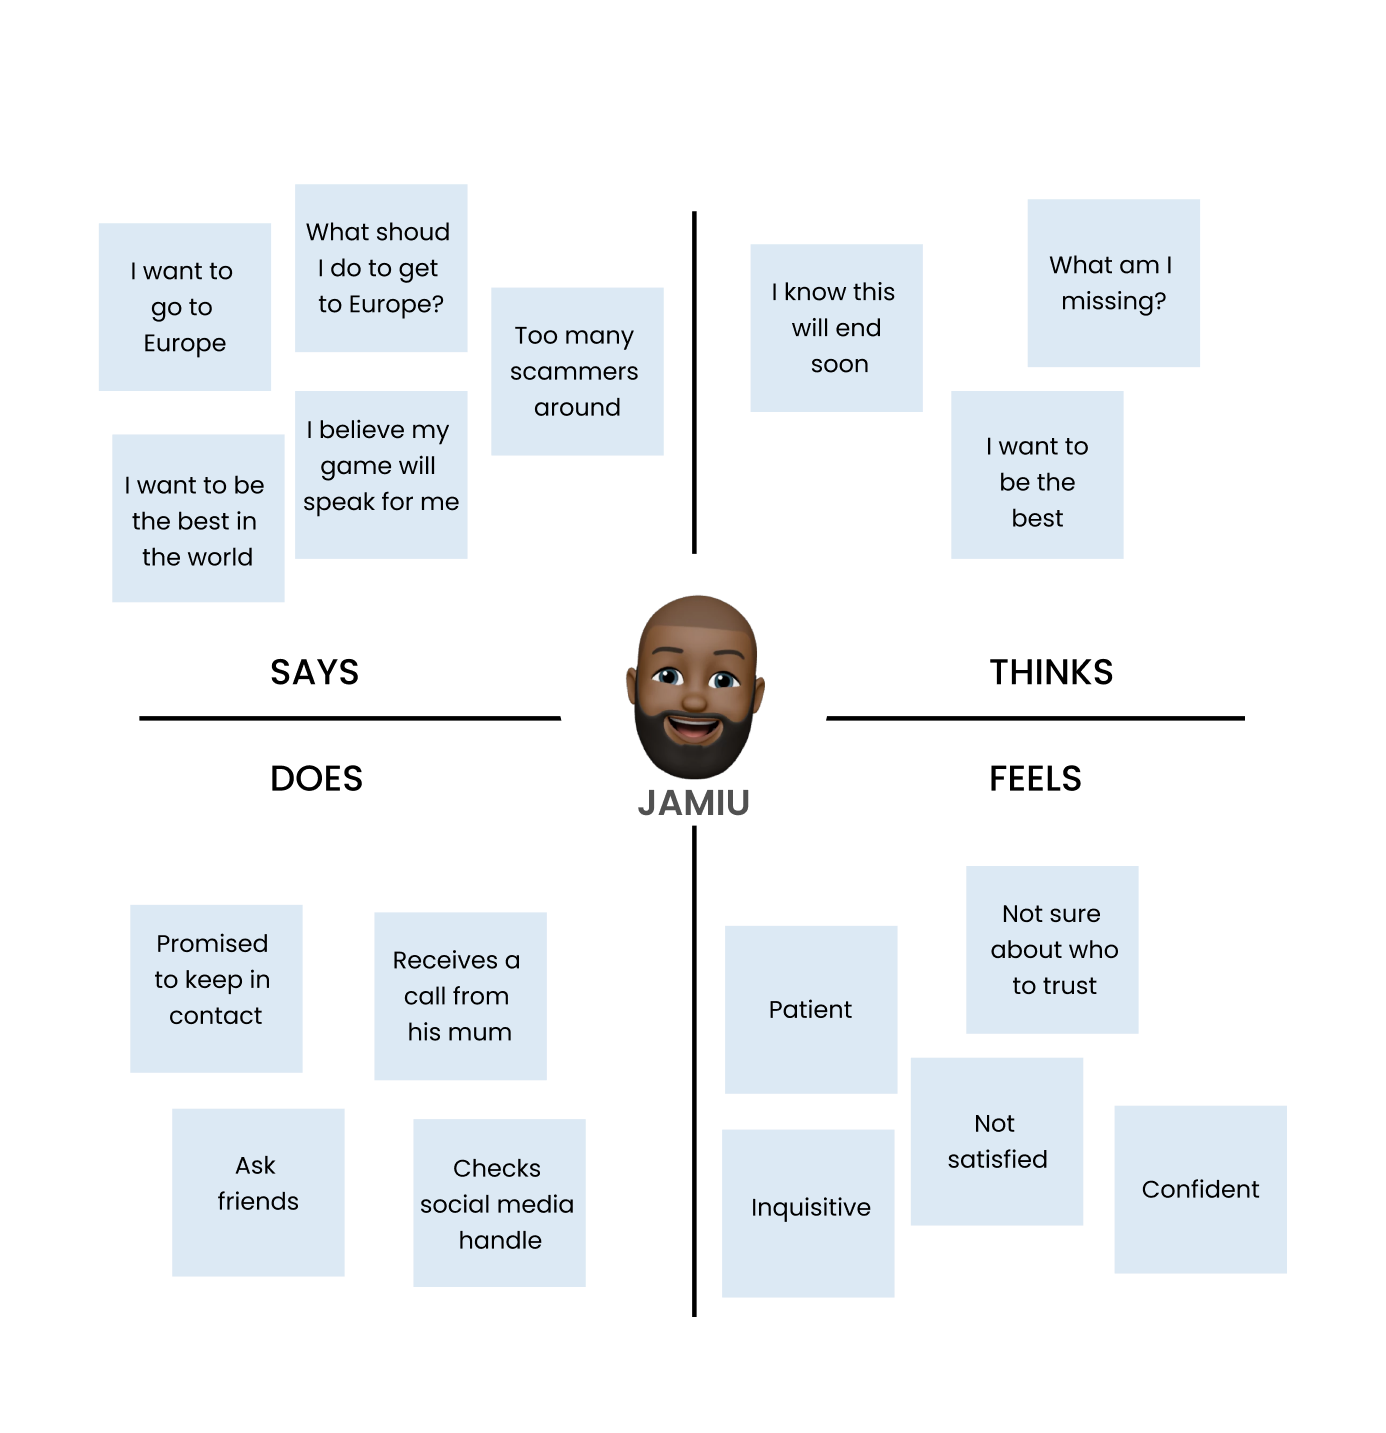 I want to
go to
Europe
What shoud
I do to get
to Europe?
Too many
scammers
around
I want to be
the best in
the world
I believe my
game will
speak for me
SAYS
I know this
will end
soon
What am I
missing?
I want to
be the
best
THINKS
JAMIU
DOES
Promised
to keep in
contact
Receives a
call from
his mum
Ask
friends
Checks
social media
handle
FEELS
Patient
Not sure
about who
to trust
Inquisitive
Not
satisfied
Confident